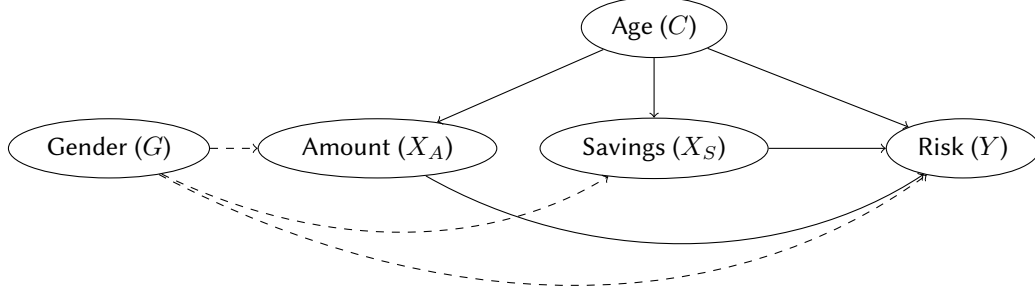 Age (C)
Gender (G)
Amount (X_A)
Savings (X_S)
Risk (Y)